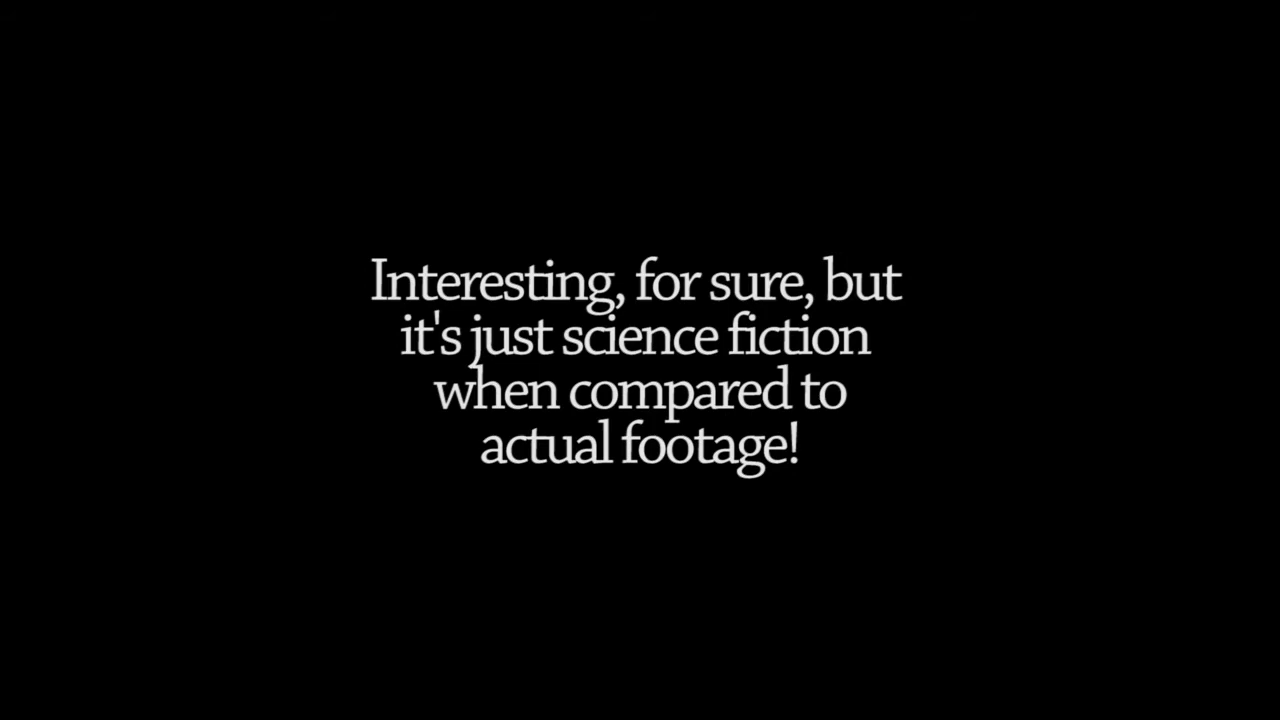 Interesting, for sure, but
it's just science fiction
when compared to
actual footage!